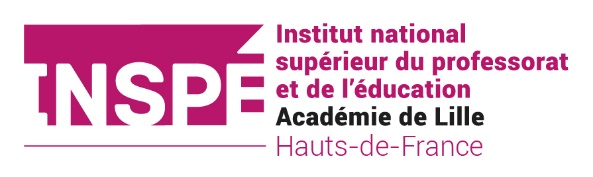 INSPÉ
Institut national
supérieur du professorat
et de l'éducation
Académie de Lille
Hauts-de-France